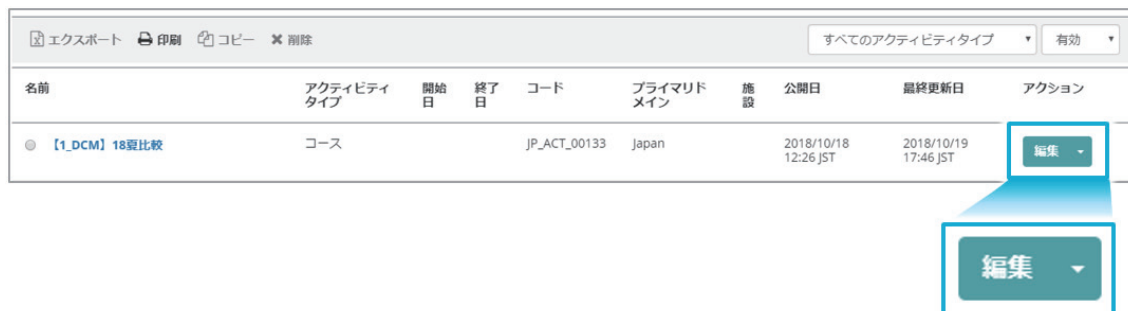 エクスポート 印刷 コピー 削除 すべてのアクティビティタイプ 有効
名前 アクティビティタイプ 開始日 終了日 コード プライマリドメイン 施設 公開日 最終更新日 アクション
【1_DCM】18夏比較 コース JP_ACT_00133 Japan 2018/10/18 12:26 JST 2018/10/19 17:46 JST 編集
編集